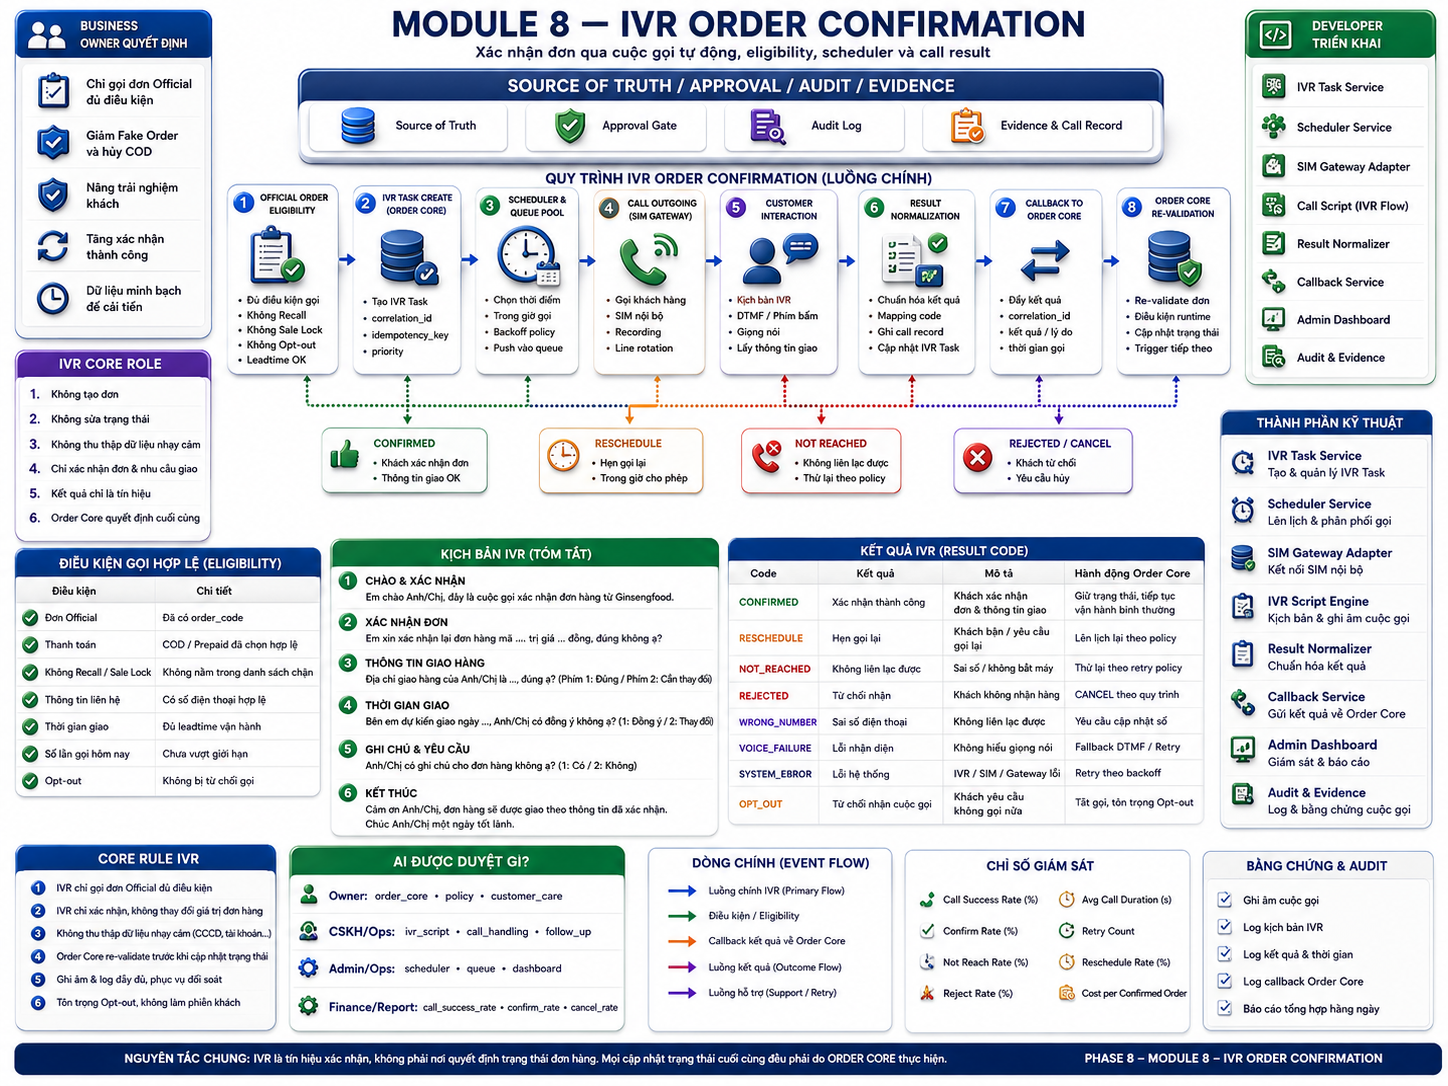 MODULE 8 — IVR ORDER CONFIRMATION
Xác nhận đơn qua cuộc gọi tự động, eligibility, scheduler và call result
BUSINESS
OWNER QUYẾT ĐỊNH
Chỉ gọi đơn Official
đủ điều kiện
Giảm Fake Order
và hủy COD
Nâng trải nghiệm
khách
Tăng xác nhận
thành công
Dữ liệu minh bạch
để cải tiến
SOURCE OF TRUTH / APPROVAL / AUDIT / EVIDENCE
Source of Truth
Approval Gate
Audit Log
Evidence & Call Record
DEVELOPER
TRIỂN KHAI
IVR Task Service
Scheduler Service
SIM Gateway Adapter
Call Script (IVR Flow)
Result Normalizer
Callback Service
Admin Dashboard
Audit & Evidence
QUY TRÌNH IVR ORDER CONFIRMATION (LUỒNG CHÍNH)
1 OFFICIAL ORDER
ELIGIBILITY
• Đủ điều kiện gọi
• Không Recall
• Không Sale Lock
• Không Opt-out
• Leadtime OK
2 IVR TASK CREATE
(ORDER CORE)
• Tạo IVR Task
• correlation_id
• idempotency_key
• priority
3 SCHEDULER &
QUEUE POOL
• Chọn thời điểm
• Trong giờ gọi
• Backoff policy
• Push vào queue
4 CALL OUTGOING
(SIM GATEWAY)
• Gọi khách hàng
• SIM nội bộ
• Recording
• Line rotation
5 CUSTOMER
INTERACTION
• Kịch bản IVR
• DTMF / Phím bấm
• Giọng nói
• Lấy thông tin giao
6 RESULT
NORMALIZATION
• Chuẩn hóa kết quả
• Mapping code
• Ghi call record
• Cập nhật IVR Task
7 CALLBACK TO
ORDER CORE
• Đẩy kết quả
• correlation_id
• kết quả / lý do
• thời gian gọi
8 ORDER CORE
RE-VALIDATION
• Re-validate đơn
• Điều kiện runtime
• Cập nhật trạng thái
• Trigger tiếp theo
CONFIRMED
• Khách xác nhận đơn
• Thông tin giao OK
RESCHEDULE
• Hẹn gọi lại
• Trong giờ cho phép
NOT REACHED
• Không liên lạc được
• Thử lại theo policy
REJECTED / CANCEL
• Khách từ chối
• Yêu cầu hủy
IVR CORE ROLE
1. Không tạo đơn
2. Không sửa trạng thái
3. Không thu thập dữ liệu nhạy cảm
4. Chỉ xác nhận đơn & nhu cầu giao
5. Kết quả chỉ là tín hiệu
6. Order Core quyết định cuối cùng
THÀNH PHẦN KỸ THUẬT
IVR Task Service
Tạo & quản lý IVR Task
Scheduler Service
Lên lịch & phân phối gọi
SIM Gateway Adapter
Kết nối SIM nội bộ
IVR Script Engine
Kịch bản & ghi âm cuộc gọi
Result Normalizer
Chuẩn hóa kết quả
Callback Service
Gửi kết quả về Order Core
Admin Dashboard
Giám sát & báo cáo
Audit & Evidence
Log & bằng chứng cuộc gọi
ĐIỀU KIỆN GỌI HỢP LỆ (ELIGIBILITY)
Điều kiện Chi tiết
Đơn Official Đã có order_code
Thanh toán COD / Prepaid đã chọn hợp lệ
Không Recall / Sale Lock Không nằm trong danh sách chặn
Thông tin liên hệ Có số điện thoại hợp lệ
Thời gian giao Đủ leadtime vận hành
Số lần gọi hôm nay Chưa vượt giới hạn
Opt-out Không bị từ chối gọi
KỊCH BẢN IVR (TÓM TẮT)
1 CHÀO & XÁC NHẬN
Em chào Anh/Chị, đây là cuộc gọi xác nhận đơn hàng từ Ginsengfood.
2 XÁC NHẬN ĐƠN
Em xin xác nhận lại đơn hàng mã .... trị giá ... đồng, đúng không ạ?
3 THÔNG TIN GIAO HÀNG
Địa chỉ giao hàng của Anh/Chị là ..., đúng ạ? (Phím 1: Đúng / Phím 2: Cần thay đổi)
4 THỜI GIAN GIAO
Bên em dự kiến giao ngày ..., Anh/Chị có đồng ý không ạ? (1: Đồng ý / 2: Thay đổi)
5 GHI CHÚ & YÊU CẦU
Anh/Chị có ghi chú cho đơn hàng không ạ? (1: Có / 2: Không)
6 KẾT THÚC
Cảm ơn Anh/Chị, đơn hàng sẽ được giao theo thông tin đã xác nhận.
Chúc Anh/Chị một ngày tốt lành.
KẾT QUẢ IVR (RESULT CODE)
Code Kết quả Mô tả Hành động Order Core
CONFIRMED Xác nhận thành công Khách xác nhận đơn & thông tin giao Giữ trạng thái, tiếp tục vận hành bình thường
RESCHEDULE Hẹn gọi lại Khách bận / yêu cầu gọi lại Lên lịch lại theo policy
NOT_REACHED Không liên lạc được Sai số / không bắt máy Thử lại theo retry policy
REJECTED Từ chối nhận Khách không nhận hàng CANCEL theo quy trình
WRONG_NUMBER Sai số điện thoại Không liên lạc được Yêu cầu cập nhật số
VOICE_FAILURE Lỗi nhận diện Không hiểu giọng nói Fallback DTMF / Retry
SYSTEM_EBROR Lỗi hệ thống IVR / SIM / Gateway lỗi Retry theo backoff
OPT_OUT Từ chối nhận cuộc gọi Khách yêu cầu không gọi nữa Tắt gọi, tôn trọng Opt-out
CORE RULE IVR
1 IVR chỉ gọi đơn Official đủ điều kiện
2 IVR chỉ xác nhận, không thay đổi giá trị đơn hàng
3 Không thu thập dữ liệu nhạy cảm (CCCD, tài khoản...)
4 Order Core re-validate trước khi cập nhật trạng thái
5 Ghi âm & log đầy đủ, phục vụ đối soát
6 Tôn trọng Opt-out, không làm phiền khách
AI ĐƯỢC DUYỆT GÌ?
Owner: order_core • policy • customer_care
CSKH/Ops: ivr_script • call_handling • follow_up
Admin/Ops: scheduler • queue • dashboard
Finance/Report: call_success_rate • confirm_rate • cancel_rate
DÒNG CHÍNH (EVENT FLOW)
Luồng chính IVR (Primary Flow)
Điều kiện / Eligibility
Callback kết quả về Order Core
Luồng kết quả (Outcome Flow)
Luồng hỗ trợ (Support / Retry)
CHỈ SỐ GIÁM SÁT
Call Success Rate (%)
Confirm Rate (%)
Not Reach Rate (%)
Reject Rate (%)
Avg Call Duration (s)
Retry Count
Reschedule Rate (%)
Cost per Confirmed Order
BẰNG CHỨNG & AUDIT
Ghi âm cuộc gọi
Log kịch bản IVR
Log kết quả & thời gian
Log callback Order Core
Báo cáo tổng hợp hàng ngày
NGUYÊN TẮC CHUNG: IVR là tín hiệu xác nhận, không phải nơi quyết định trạng thái đơn hàng. Mọi cập nhật trạng thái cuối cùng đều phải do ORDER CORE thực hiện.
PHASE 8 – MODULE 8 – IVR ORDER CONFIRMATION